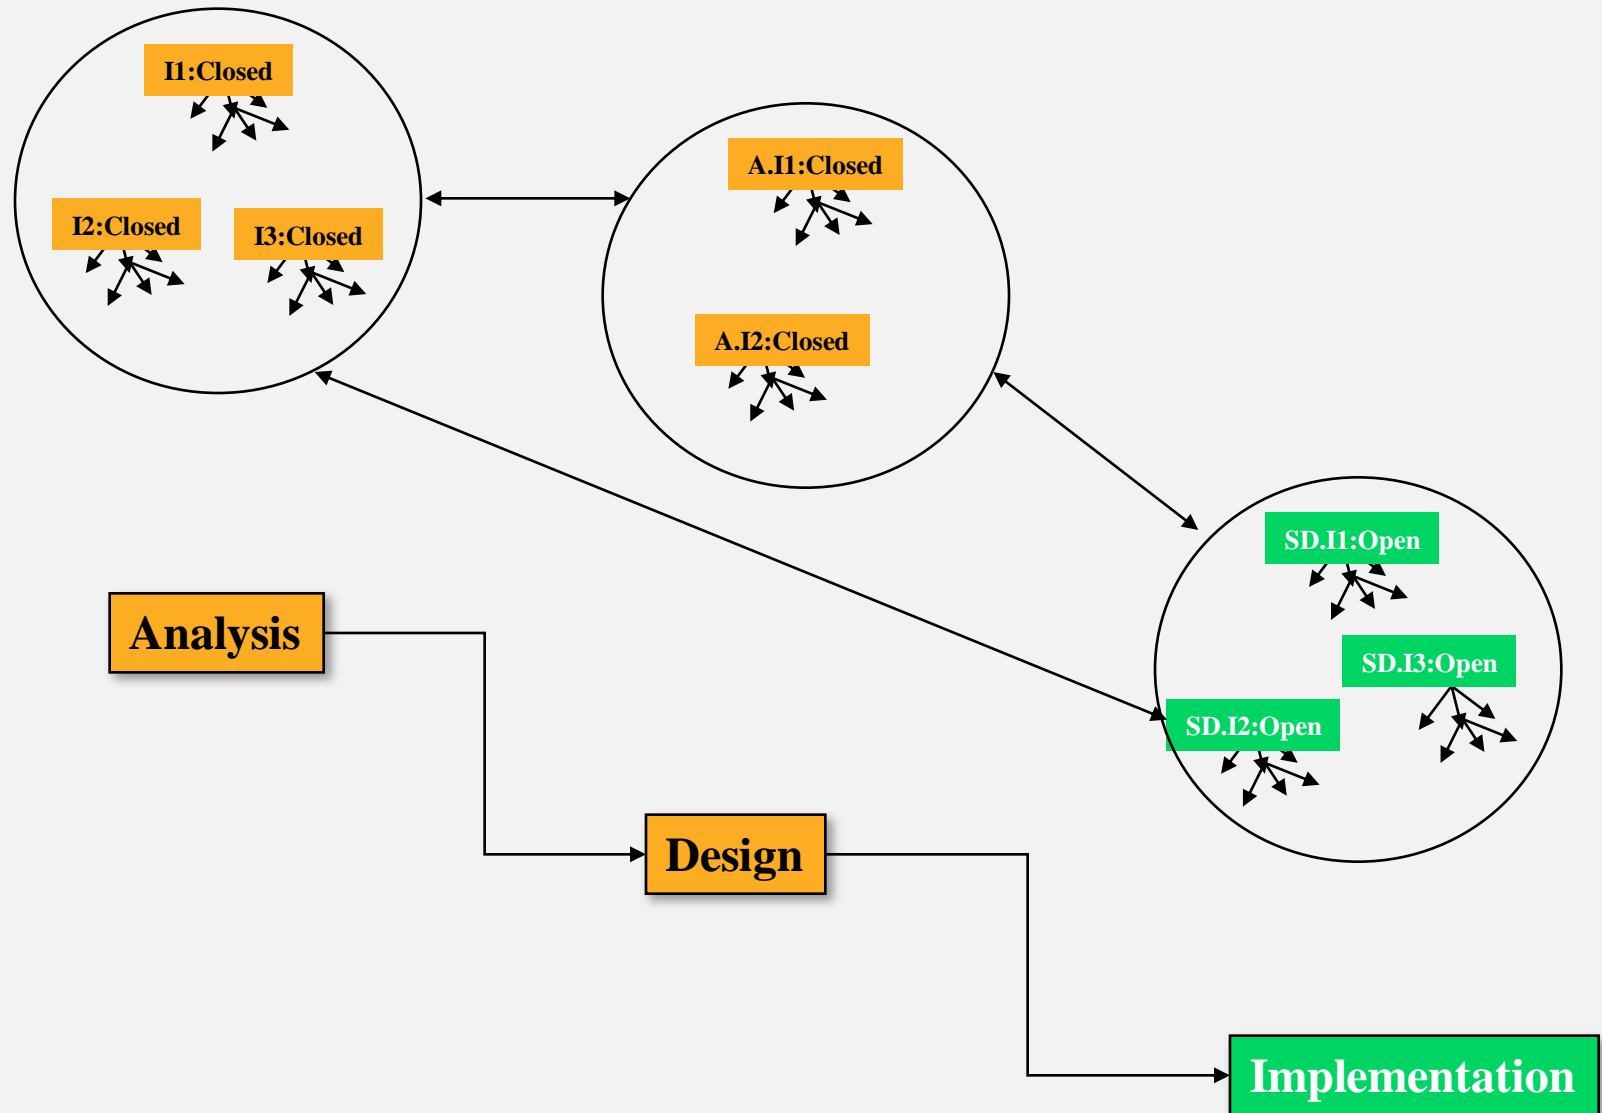 I1:Closed
A.I1:Closed
I2:Closed
I3:Closed
A.I2:Closed
SD.I1:Open
SD.I3:Open
SD.I2:Open
Analysis
Design
Implementation